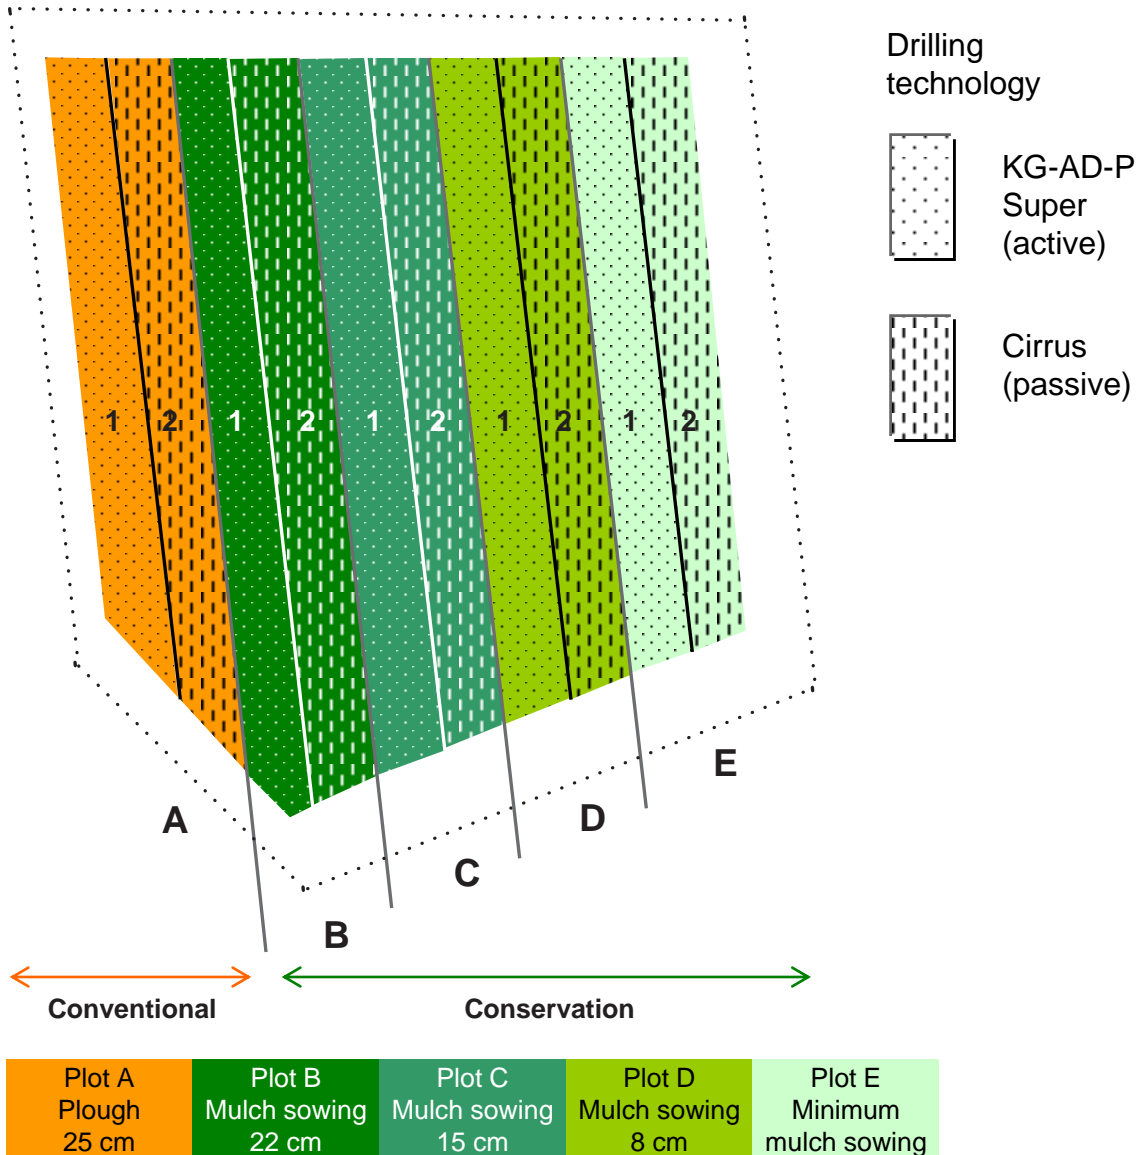 Drilling
technology
KG-AD-P
Super
(active)
Cirrus
(passive)
1 2 1 2 1 2 1 2 1 2
A
B
C
D
E
Conventional
Conservation
Plot A
Plough
25 cm
Plot B
Mulch sowing
22 cm
Plot C
Mulch sowing
15 cm
Plot D
Mulch sowing
8 cm
Plot E
Minimum
mulch sowing